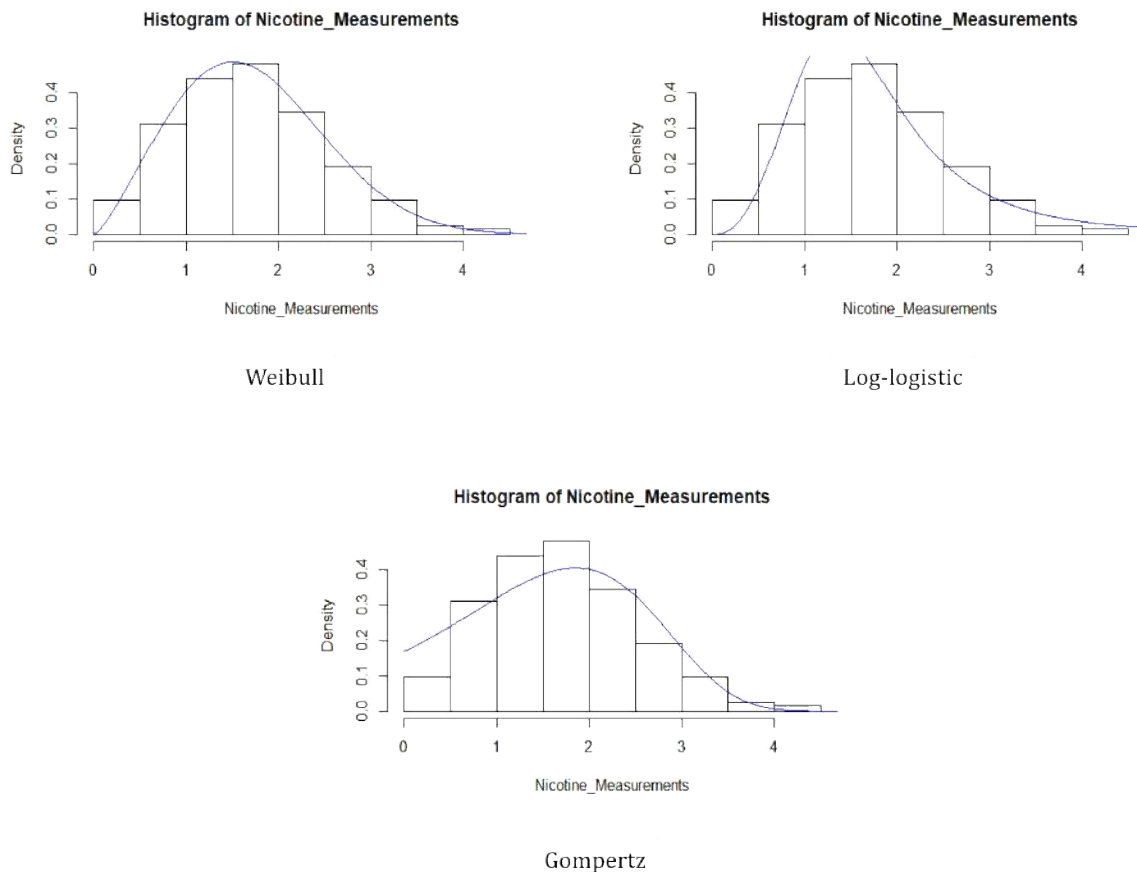 Histogram of Nicotine_Measurements
Density
0.0 0.1 0.2 0.3 0.4
0 1 2 3 4
Nicotine_Measurements
Weibull
Histogram of Nicotine_Measurements
Density
0.0 0.1 0.2 0.3 0.4
0 1 2 3 4
Nicotine_Measurements
Log-logistic
Histogram of Nicotine_Measurements
Density
0.0 0.1 0.2 0.3 0.4
0 1 2 3 4
Nicotine_Measurements
Gompertz